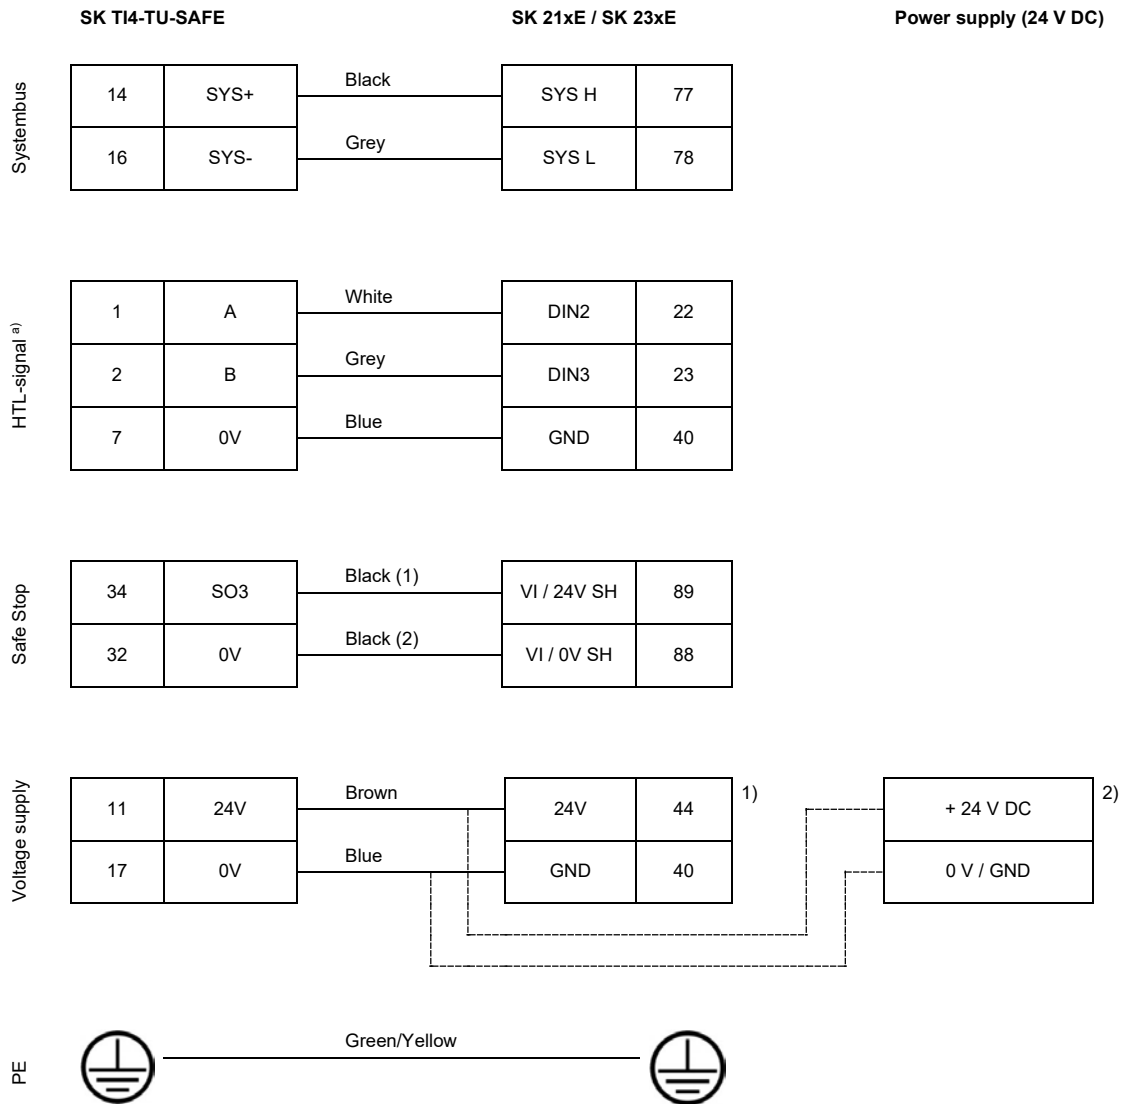 SK TI4-TU-SAFE SK 21xE / SK 23xE Power supply (24 V DC)
Systembus
14 SYS+ Black SYS H 77
16 SYS- Grey SYS L 78
HTL-signal a)
1 A White DIN2 22
2 B Grey DIN3 23
7 0V Blue GND 40
Safe Stop
34 SO3 Black (1) VI / 24V SH 89
32 0V Black (2) VI / 0V SH 88
Voltage supply
11 24V Brown 24V 44 1) + 24 V DC 2)
17 0V Blue GND 40 0 V / GND
PE
Green/Yellow